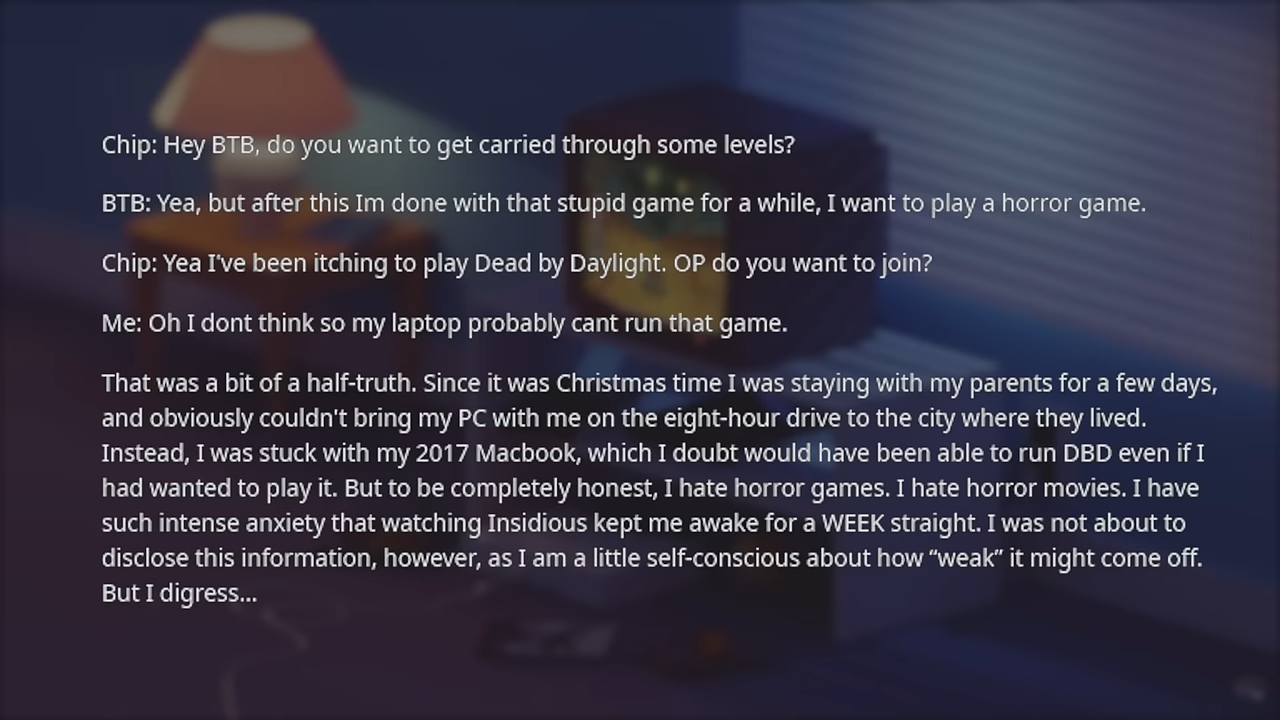 Chip: Hey BTB, do you want to get carried through some levels?
BTB: Yea, but after this Im done with that stupid game for a while, I want to play a horror game.
Chip: Yea I've been itching to play Dead by Daylight. OP do you want to join?
Me: Oh I dont think so my laptop probably cant run that game.
That was a bit of a half-truth. Since it was Christmas time I was staying with my parents for a few days,
and obviously couldn't bring my PC with me on the eight-hour drive to the city where they lived.
Instead, I was stuck with my 2017 Macbook, which I doubt would have been able to run DBD even if I
had wanted to play it. But to be completely honest, I hate horror games. I hate horror movies. I have
such intense anxiety that watching Insidious kept me awake for a WEEK straight. I was not about to
disclose this information, however, as I am a little self-conscious about how “weak” it might come off.
But I digress...